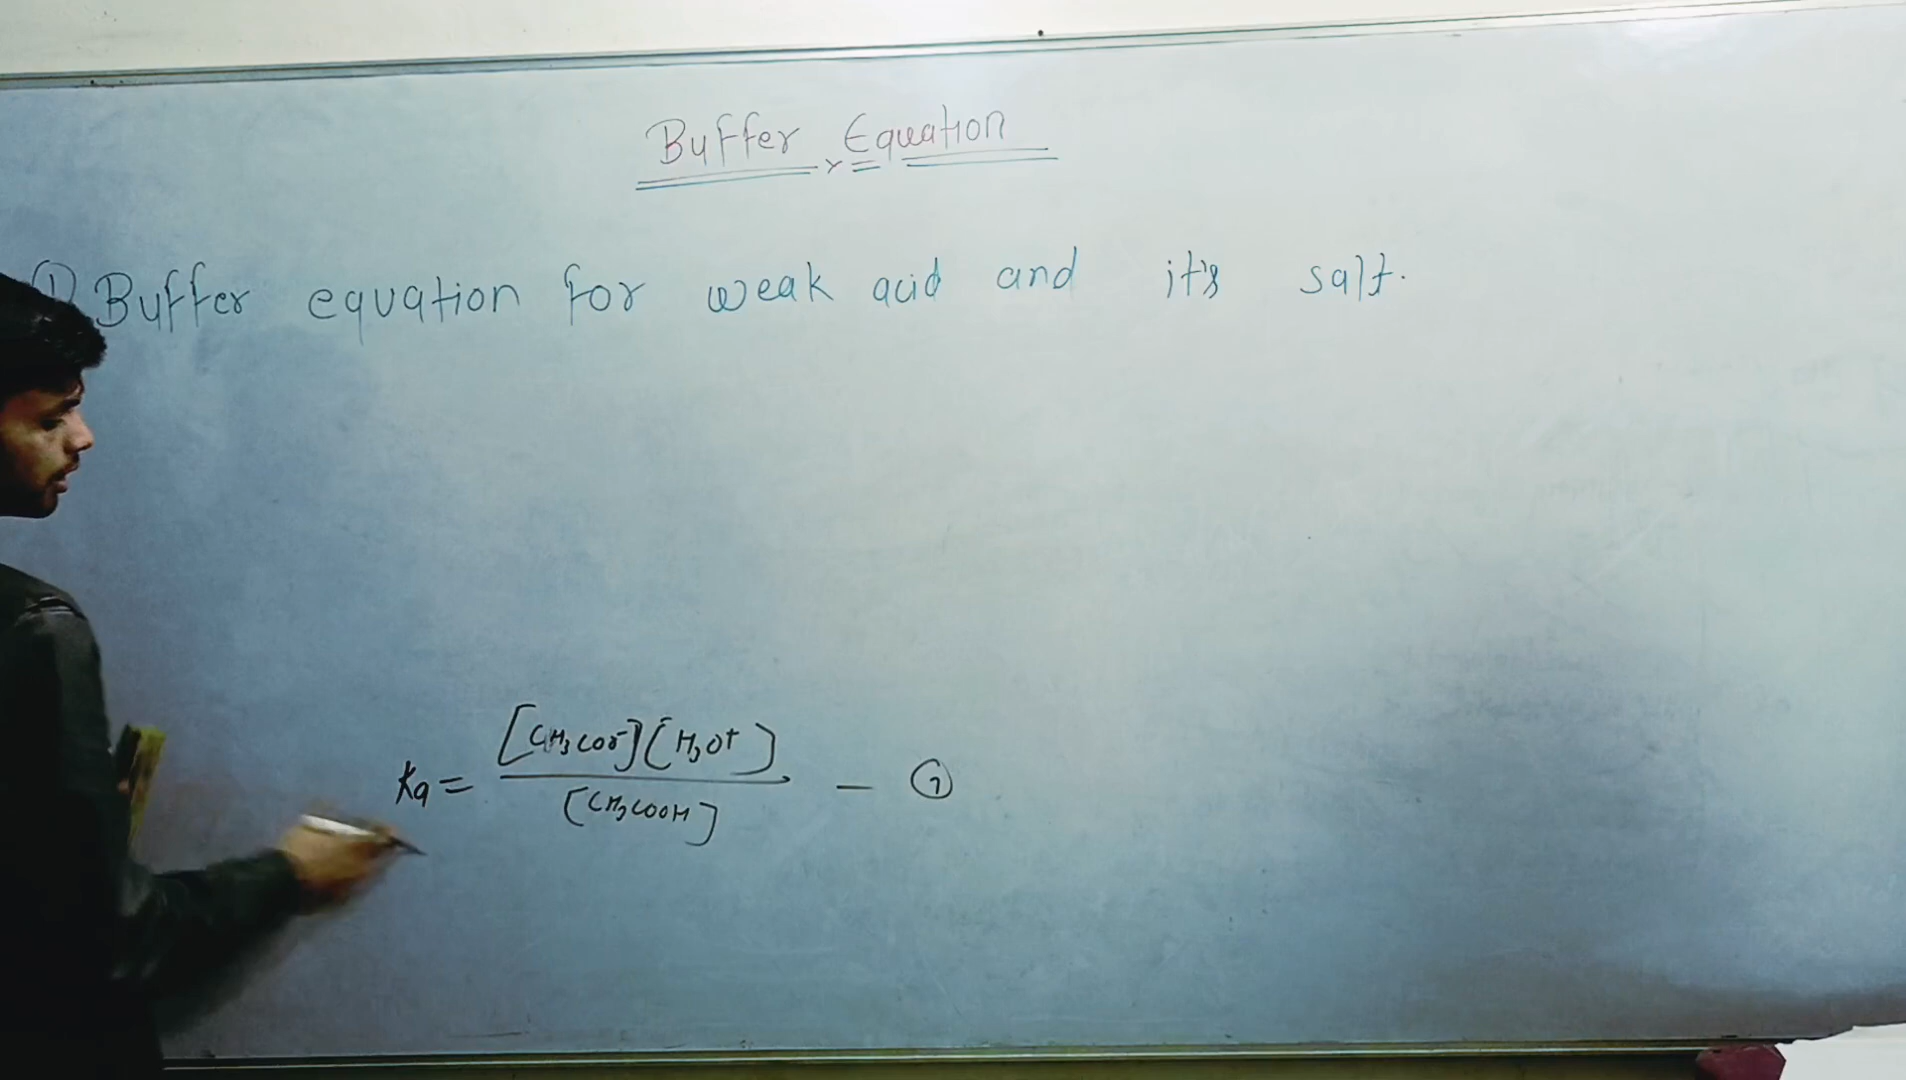 Buffer Equation
① Buffer equation for weak acid and it's salt.
Ka = [CH₃COO⁻][H₃O⁺] / [CH₃COOH] — ①